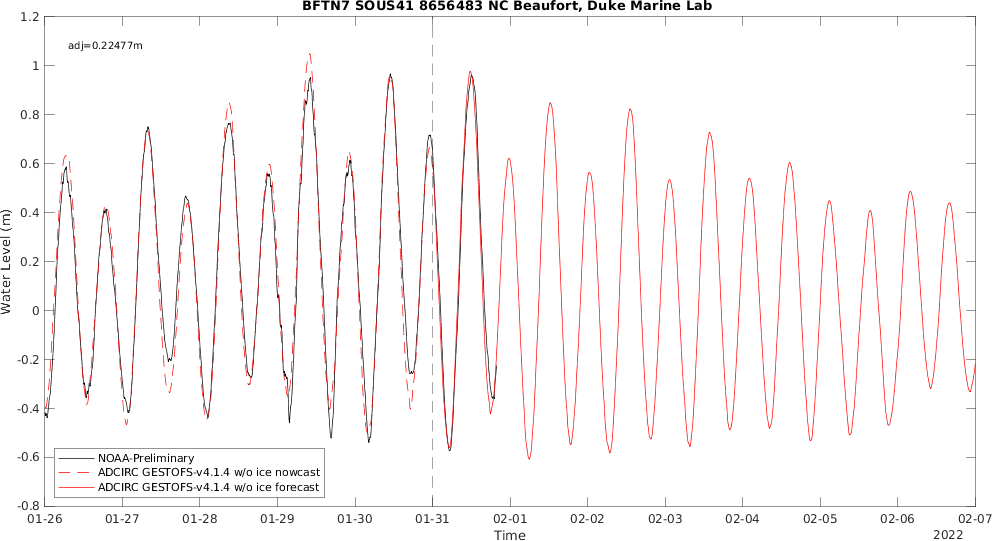 BFTN7 SOUS41 8656483 NC Beaufort, Duke Marine Lab
adj=0.22477m
1.2
1
0.8
0.6
0.4
0.2
0
-0.2
-0.4
-0.6
-0.8
Water Level (m)
NOAA-Preliminary
ADCIRC GESTOFS-v4.1.4 w/o ice nowcast
ADCIRC GESTOFS-v4.1.4 w/o ice forecast
01-26 01-27 01-28 01-29 01-30 01-31 02-01 02-02 02-03 02-04 02-05 02-06 02-07
Time
2022